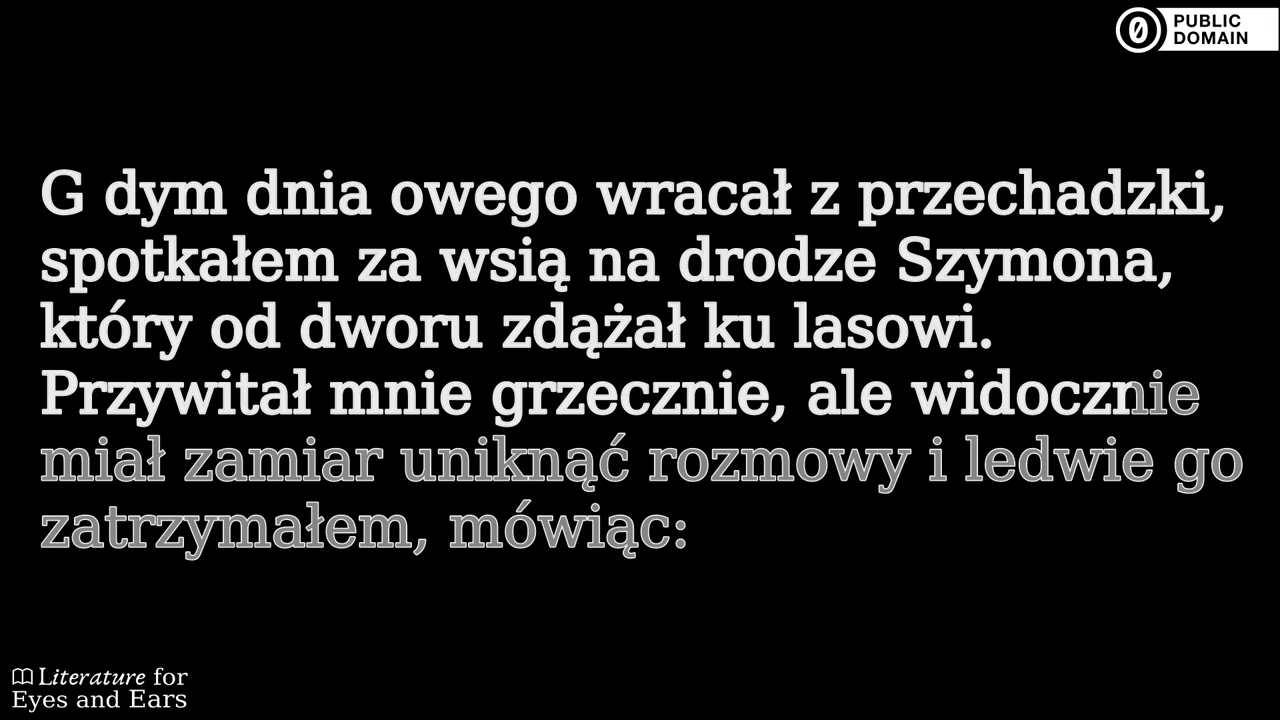 PUBLIC
DOMAIN
G dym dnia owego wracał z przechadzki,
spotkałem za wsią na drodze Szymona,
który od dworu zdążał ku lasowi.
Przywitał mnie grzecznie, ale widocznie
miał zamiar uniknąć rozmowy i ledwie go
zatrzymałem, mówiąc:
Literature for
Eyes and Ears